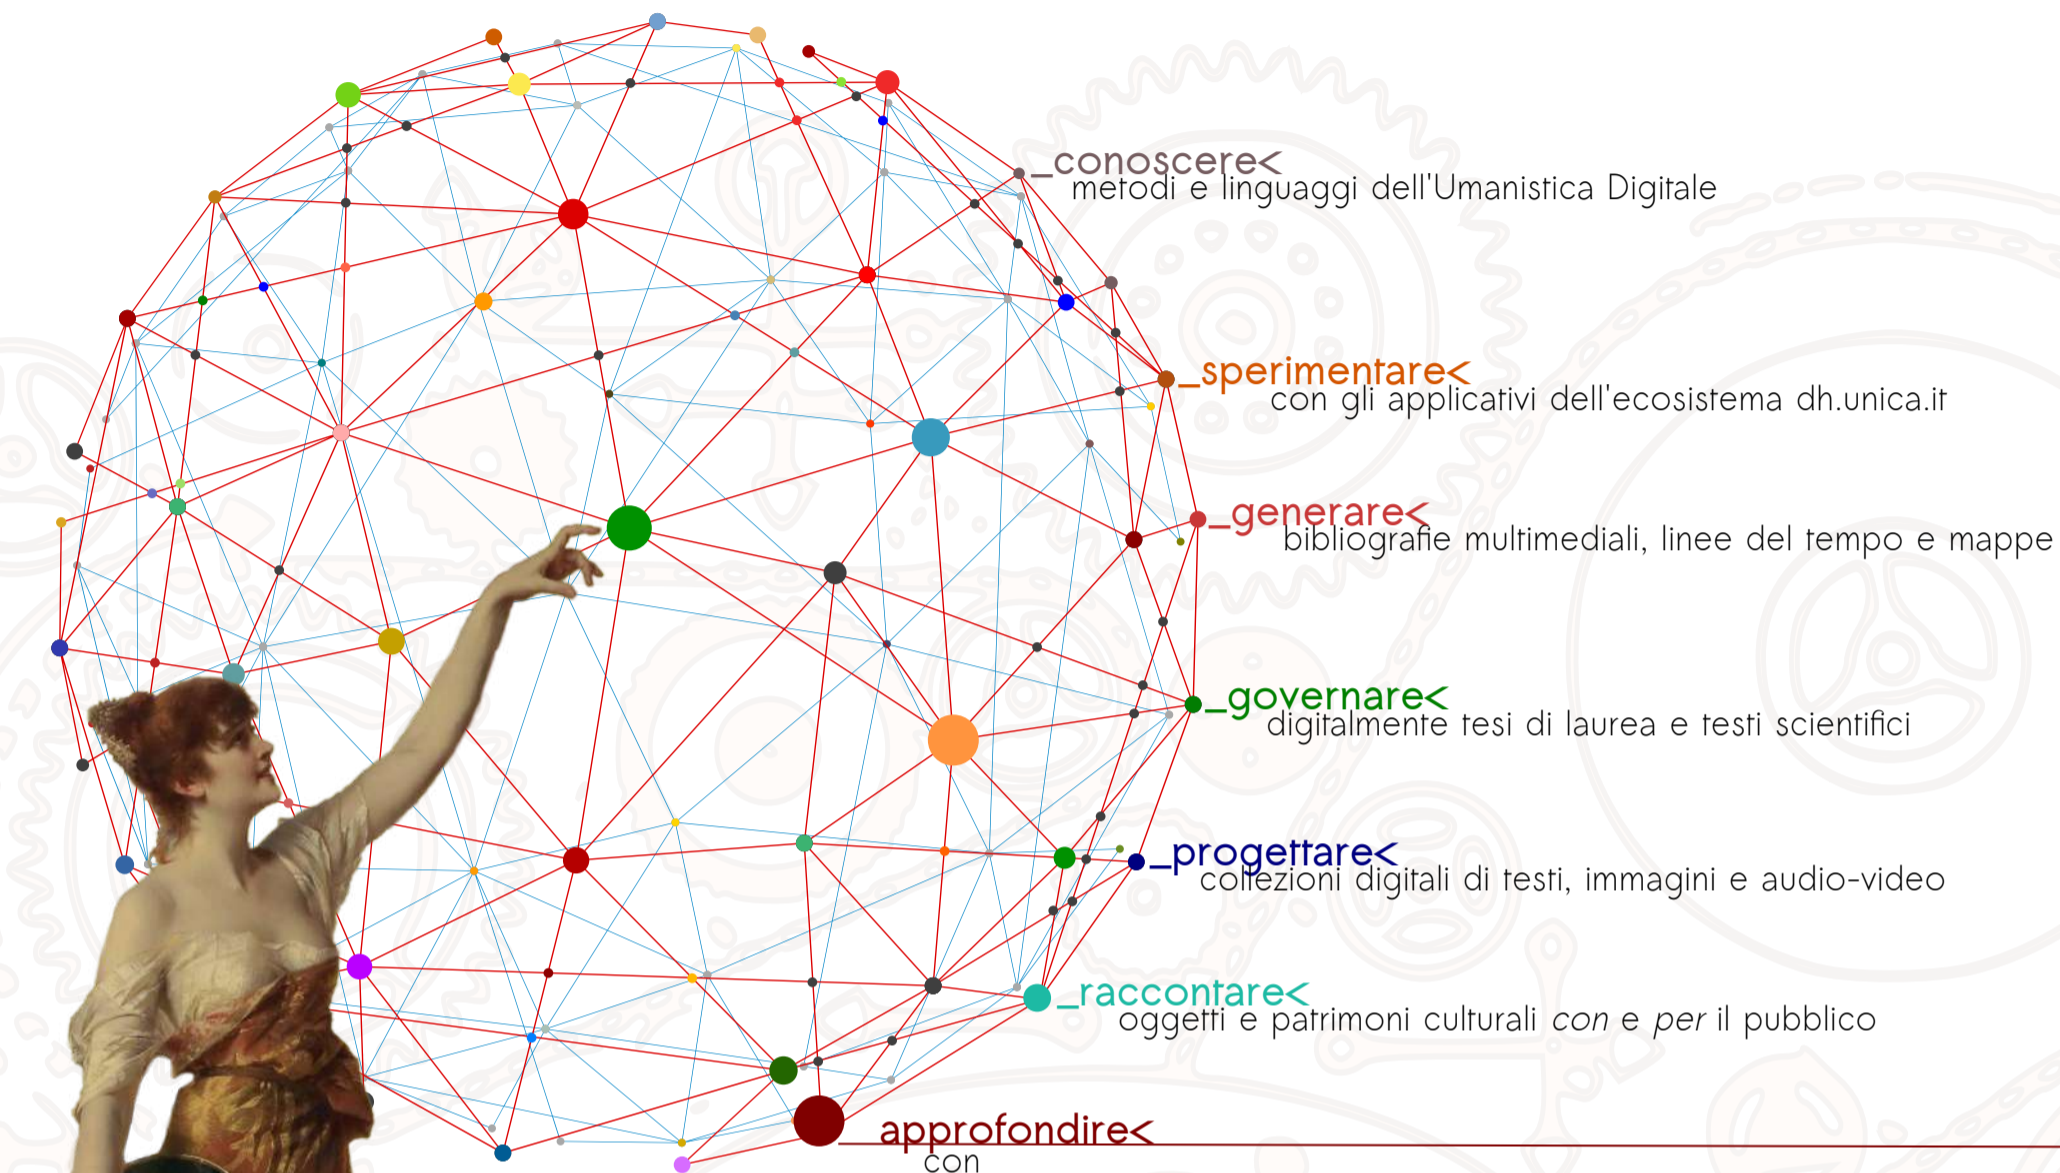 _conoscere<
metodi e linguaggi dell'Umanistica Digitale
_sperimentare<
con gli applicativi dell'ecosistema dh.unica.it
_generare<
bibliografie multimediali, linee del tempo e mappe
_governare<
digitalmente tesi di laurea e testi scientifici
_progettare<
collezioni digitali di testi, immagini e audio-video
_raccontare<
oggetti e patrimoni culturali con e per il pubblico
_approfondire<
con